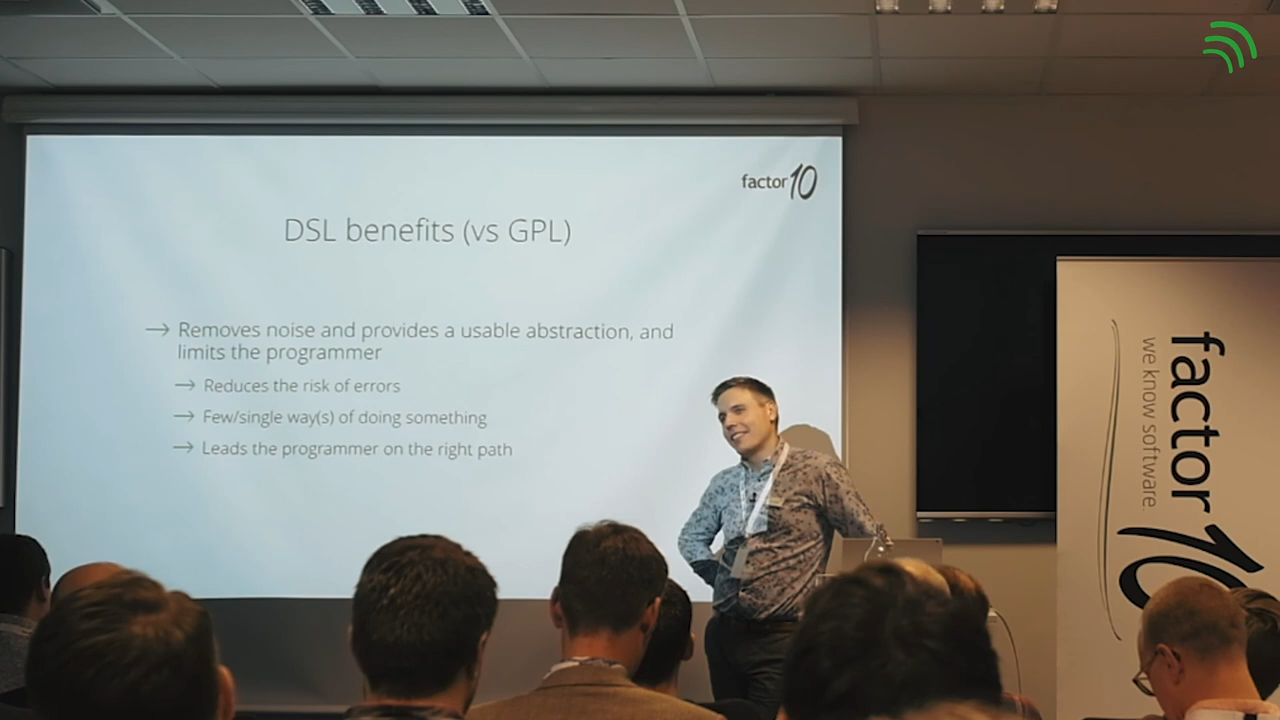 factor10
DSL benefits (vs GPL)
→ Removes noise and provides a usable abstraction, and
limits the programmer
→ Reduces the risk of errors
→ Few/single way(s) of doing something
→ Leads the programmer on the right path
factor10
we know software.